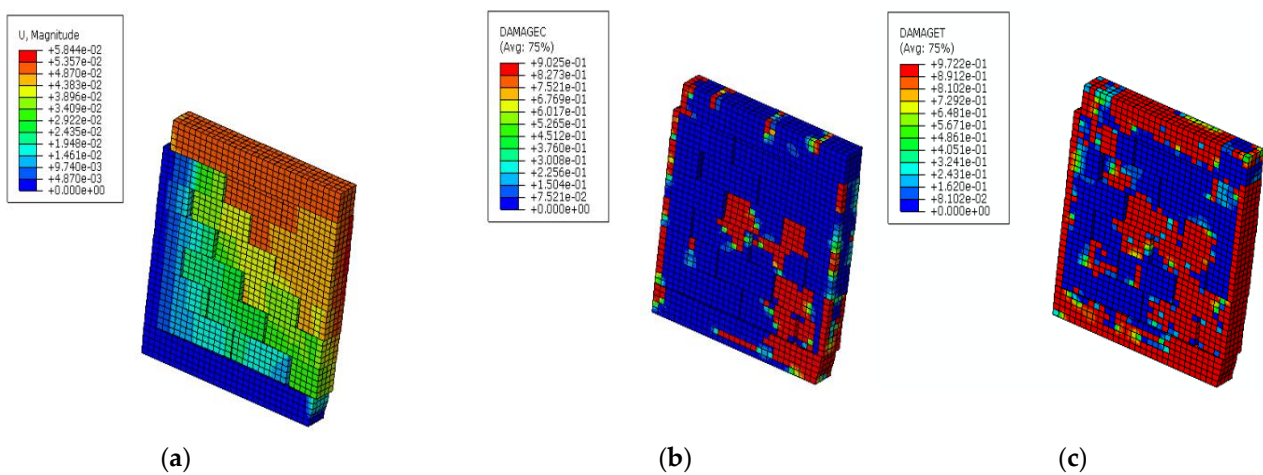 U, Magnitude
+5.844e-02
+5.357e-02
+4.870e-02
+4.383e-02
+3.896e-02
+3.409e-02
+2.922e-02
+2.435e-02
+1.948e-02
+1.461e-02
+9.740e-03
+4.870e-03
+0.000e+00
DAMAGEC
(Avg: 75%)
+9.025e-01
+8.273e-01
+7.521e-01
+6.769e-01
+6.017e-01
+5.265e-01
+4.512e-01
+3.760e-01
+3.008e-01
+2.256e-01
+1.504e-01
+7.521e-02
+0.000e+00
DAMAGET
(Avg: 75%)
+9.722e-01
+8.912e-01
+8.102e-01
+7.292e-01
+6.481e-01
+5.671e-01
+4.861e-01
+4.051e-01
+3.241e-01
+2.431e-01
+1.620e-01
+8.102e-02
+0.000e+00
(a)
(b)
(c)